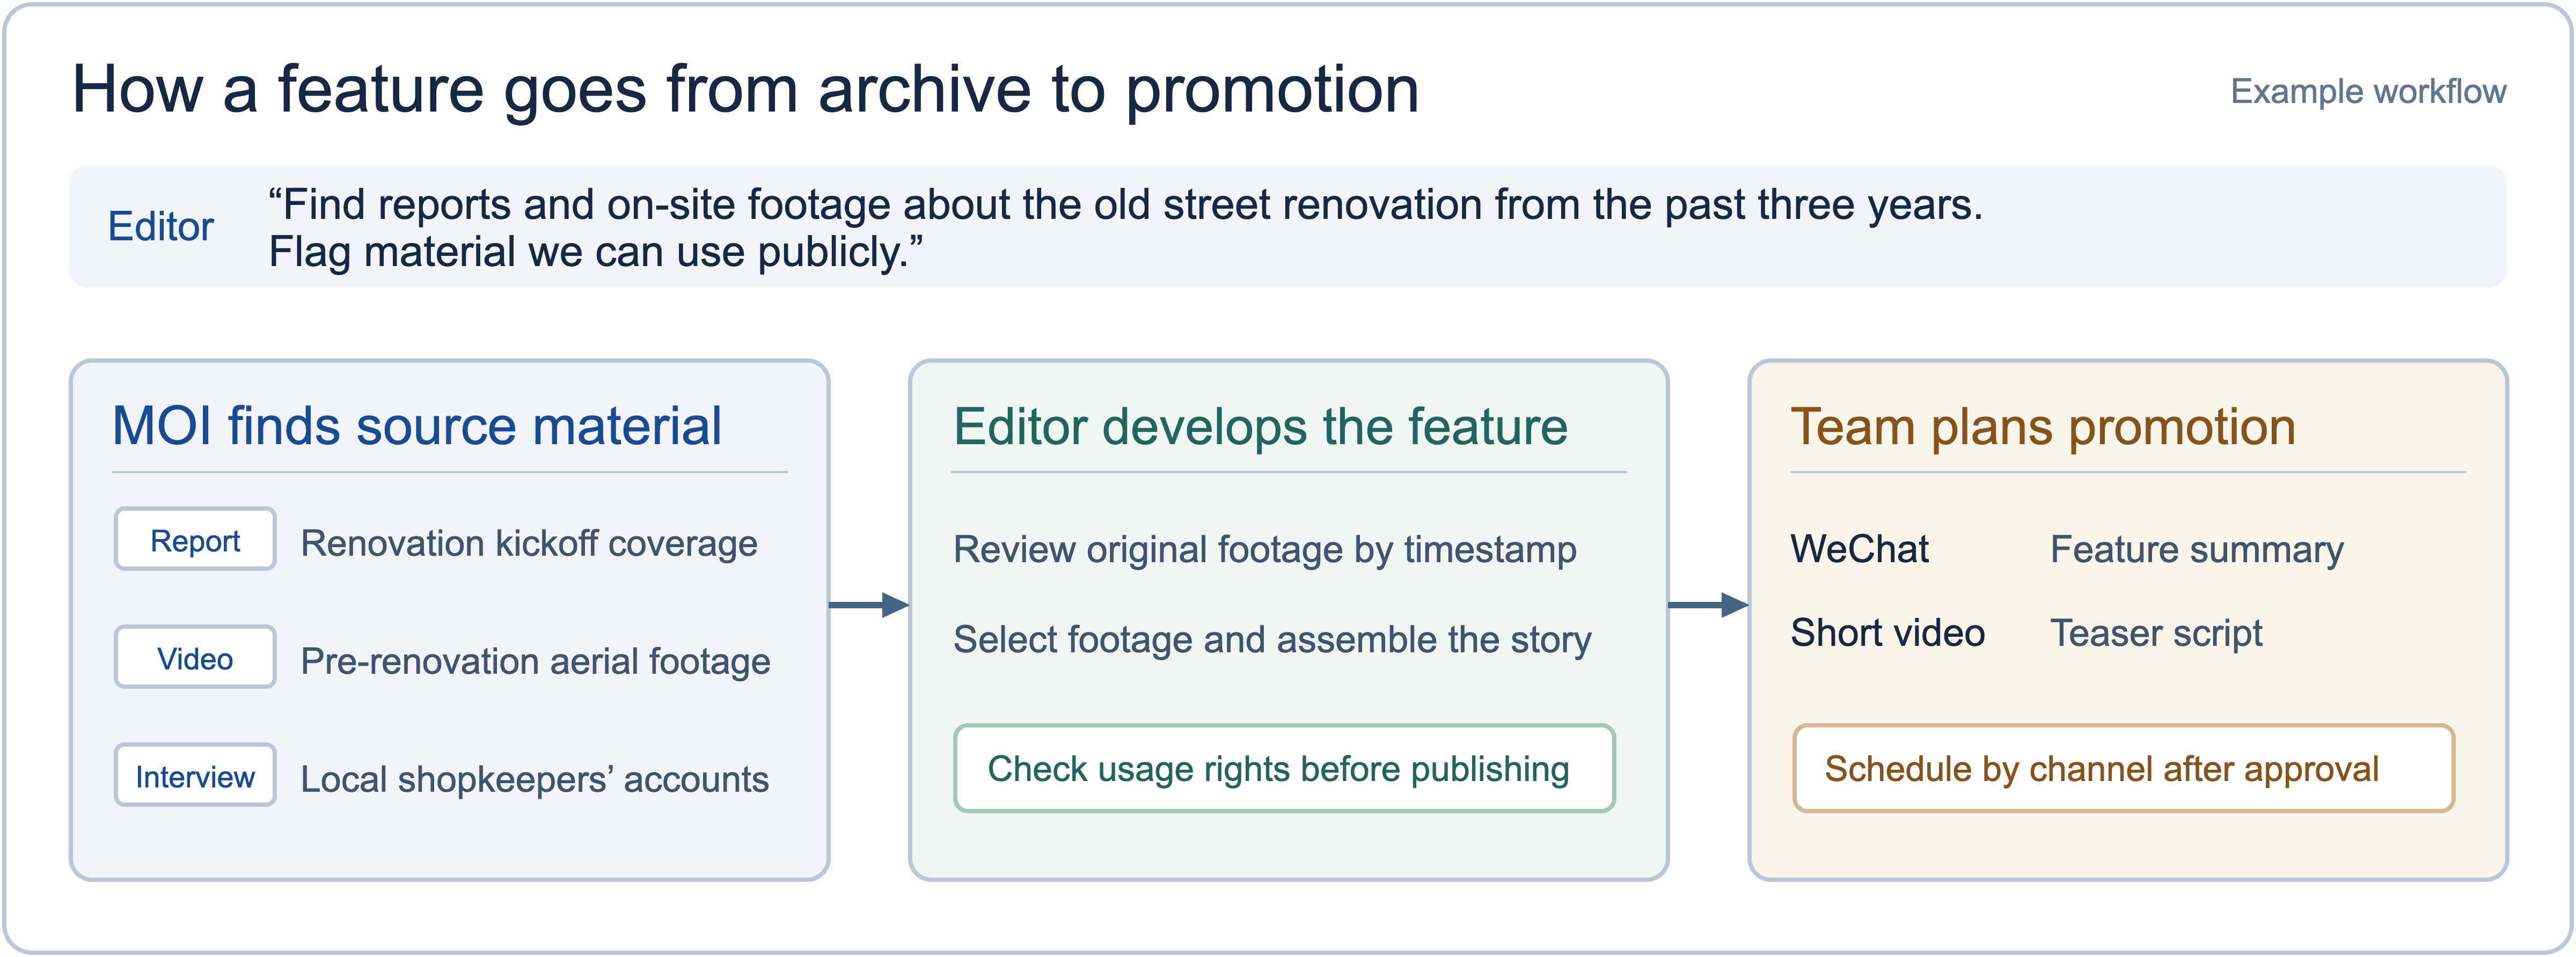 How a feature goes from archive to promotion
Example workflow
Editor
“Find reports and on-site footage about the old street renovation from the past three years.
Flag material we can use publicly.”
MOI finds source material
Report
Renovation kickoff coverage
Video
Pre-renovation aerial footage
Interview
Local shopkeepers’ accounts
Editor develops the feature
Review original footage by timestamp
Select footage and assemble the story
Check usage rights before publishing
Team plans promotion
WeChat
Feature summary
Short video
Teaser script
Schedule by channel after approval